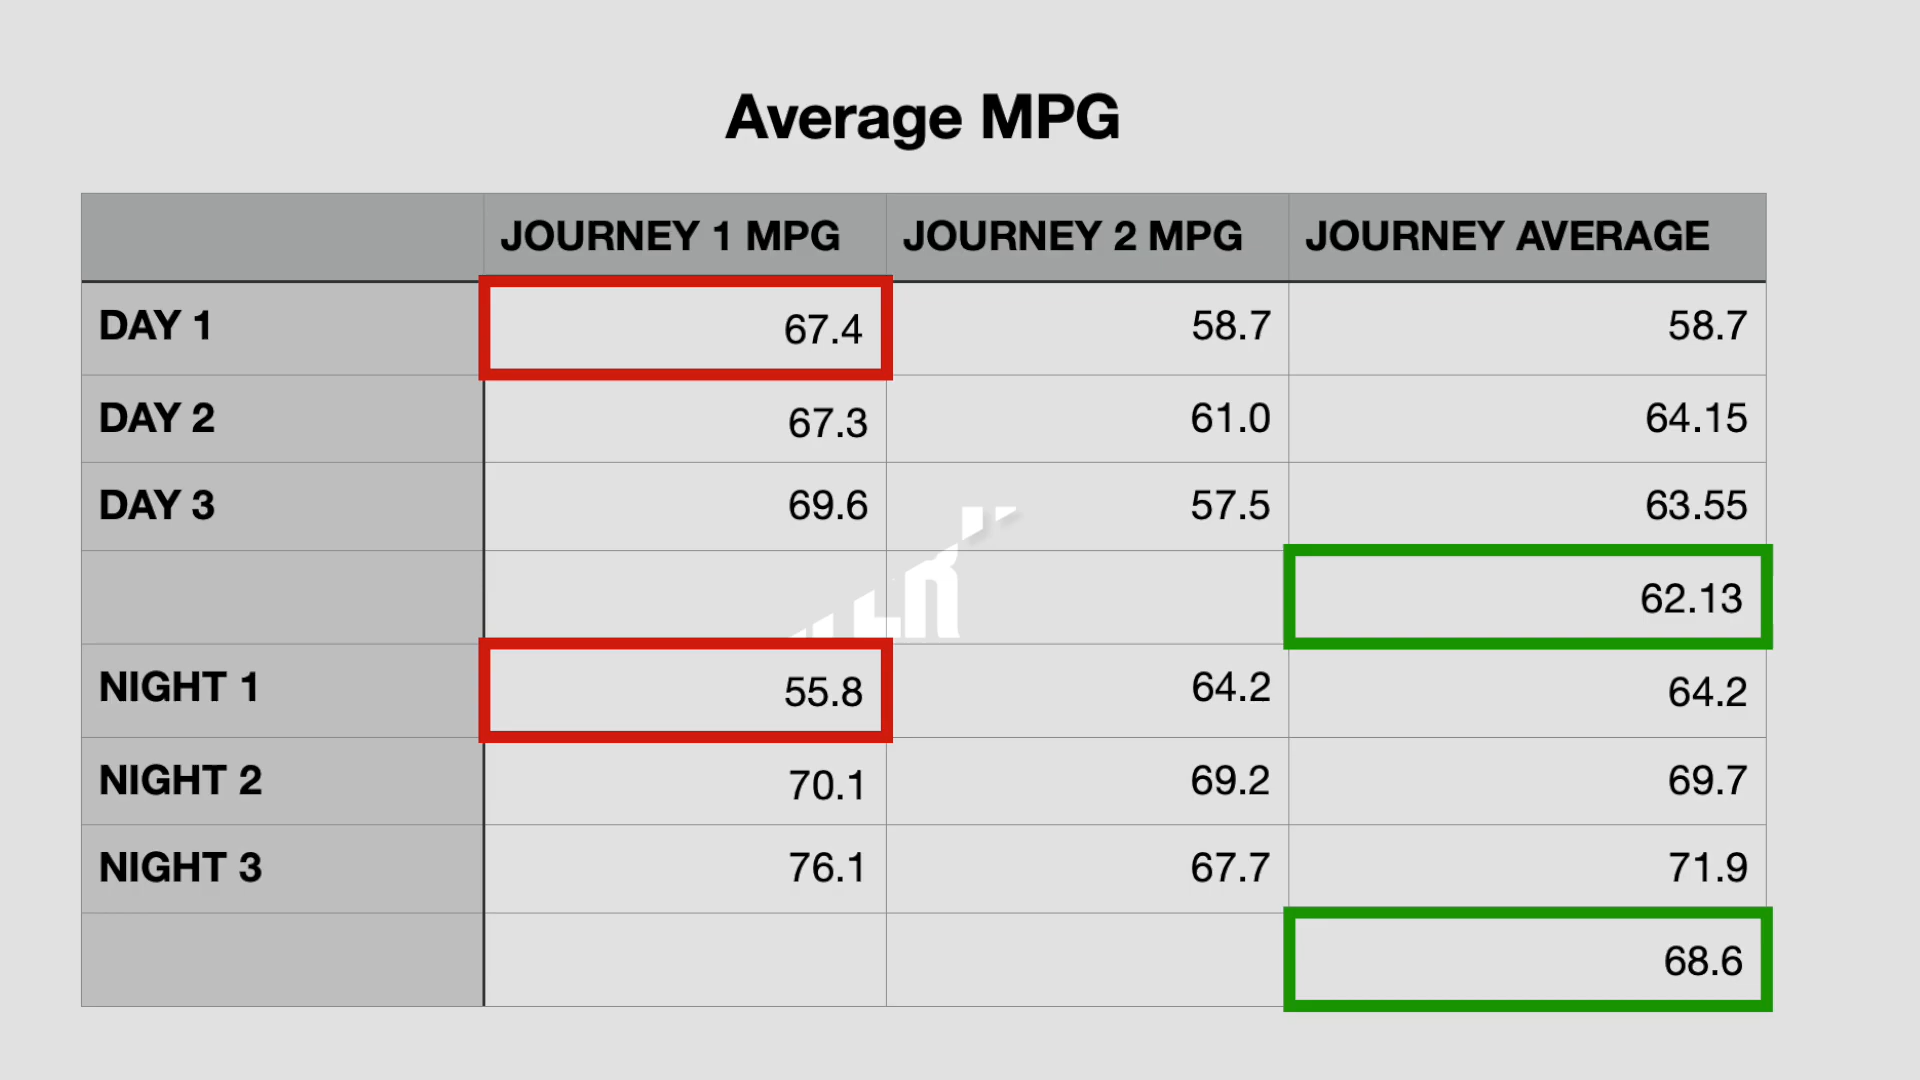 Average MPG
JOURNEY 1 MPG JOURNEY 2 MPG JOURNEY AVERAGE
DAY 1 67.4 58.7 58.7
DAY 2 67.3 61.0 64.15
DAY 3 69.6 57.5 63.55
62.13
NIGHT 1 55.8 64.2 64.2
NIGHT 2 70.1 69.2 69.7
NIGHT 3 76.1 67.7 71.9
68.6